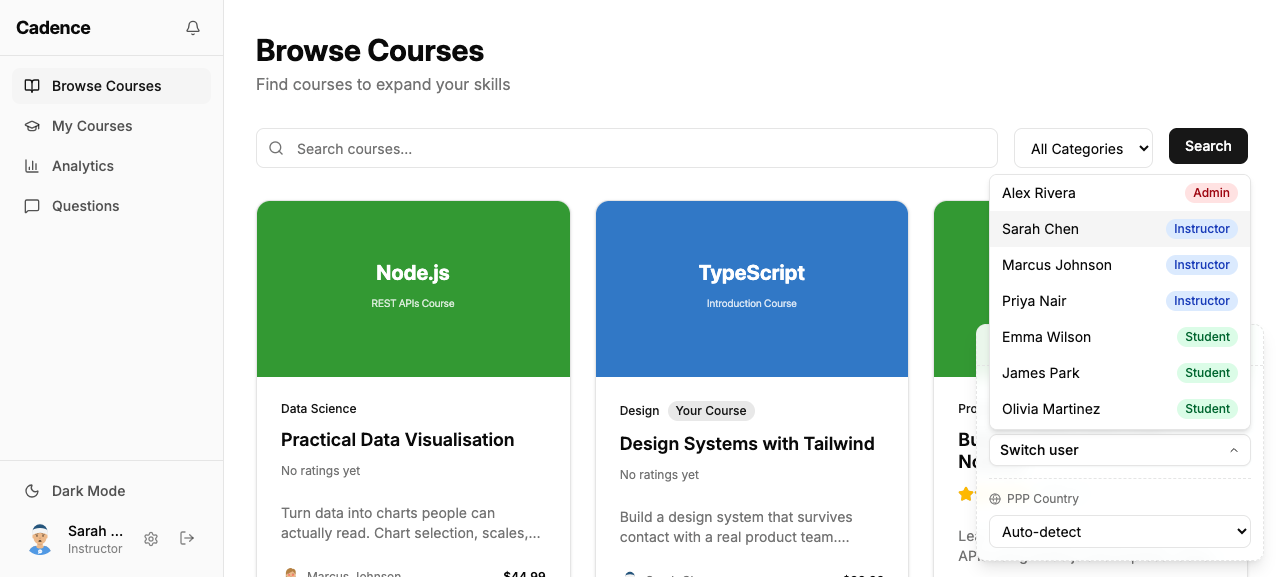 Cadence
Browse Courses
My Courses
Analytics
Questions
Dark Mode
Sarah ...
Instructor
Browse Courses
Find courses to expand your skills
Search courses...
All Categories
Search
Node.js
REST APIs Course
Data Science
Practical Data Visualisation
No ratings yet
Turn data into charts people can
actually read. Chart selection, scales,...
Marcus Johnson
$44.99
TypeScript
Introduction Course
Design Your Course
Design Systems with Tailwind
No ratings yet
Build a design system that survives
contact with a real product team....
Alex Rivera Admin
Sarah Chen Instructor
Marcus Johnson Instructor
Priya Nair Instructor
Emma Wilson Student
James Park Student
Olivia Martinez Student
Switch user
PPP Country
Auto-detect